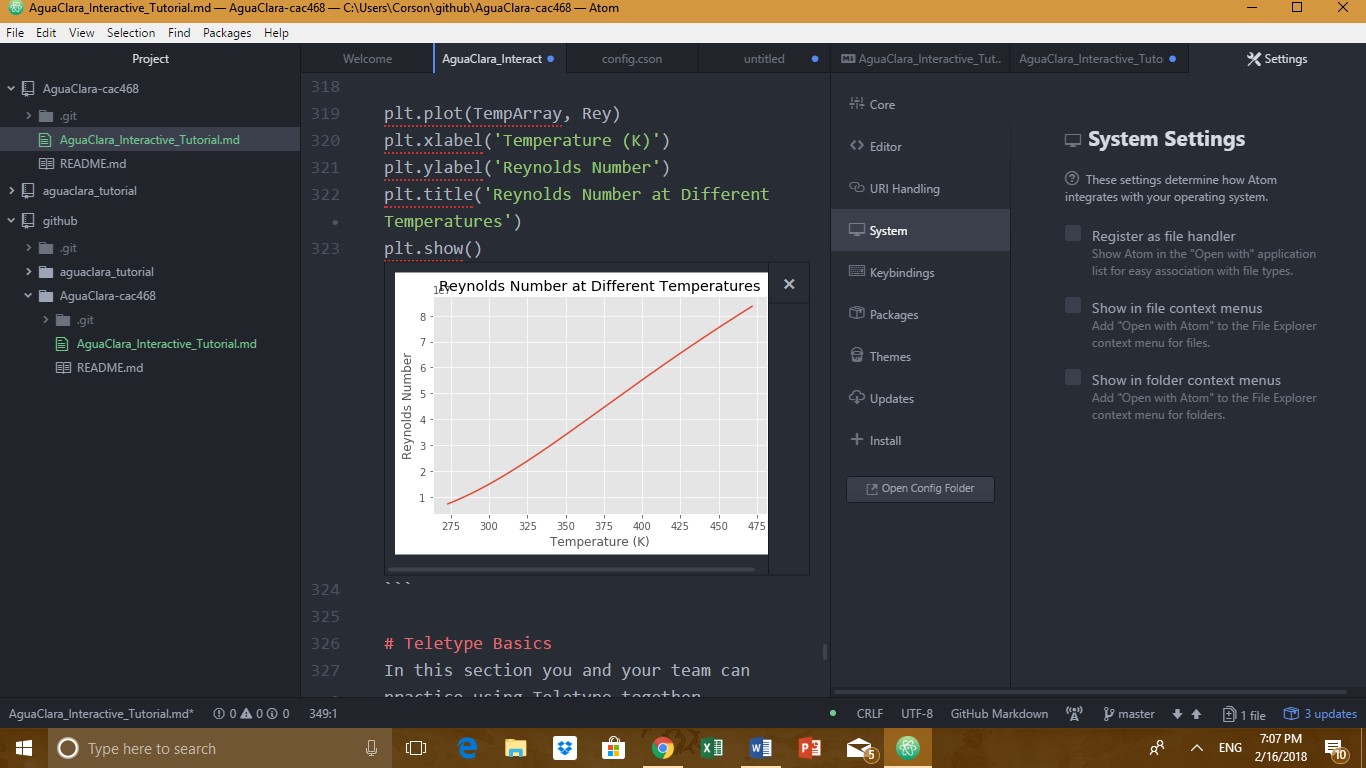 AguaClara_Interactive_Tutorial.md — AguaClara-cac468 — C:\Users\Corson\github\AguaClara-cac468 — Atom
File Edit View Selection Find Packages Help
Project
AguaClara-cac468
.git
AguaClara_Interactive_Tutorial.md
README.md
aguaclara_tutorial
github
.git
aguaclara_tutorial
AguaClara-cac468
.git
AguaClara_Interactive_Tutorial.md
README.md
Welcome AguaClara_Interact config.cson untitled AguaClara_Interactive_Tut.. AguaClara_Interactive_Tuto Settings
318
319 plt.plot(TempArray, Rey)
320 plt.xlabel('Temperature (K)')
321 plt.ylabel('Reynolds Number')
322 plt.title('Reynolds Number at Different
• Temperatures')
323 plt.show()
Reynolds Number at Different Temperatures
8
7
6
5
4
3
2
1
Reynolds Number
275 300 325 350 375 400 425 450 475
Temperature (K)
324 ```
325
326 # Teletype Basics
327 In this section you and your team can
practice using Teletype together
Core
Editor
URI Handling
System
Keybindings
Packages
Themes
Updates
Install
Open Config Folder
System Settings
These settings determine how Atom
integrates with your operating system.
Register as file handler
Show Atom in the "Open with" application
list for easy association with file types.
Show in file context menus
Add "Open with Atom" to the File Explorer
context menu for files.
Show in folder context menus
Add "Open with Atom" to the File Explorer
context menu for folders.
AguaClara_Interactive_Tutorial.md* 0 0 0 349:1 CRLF UTF-8 GitHub Markdown master 1 file 3 updates
Type here to search
5
ENG
7:07 PM
2/16/2018
10